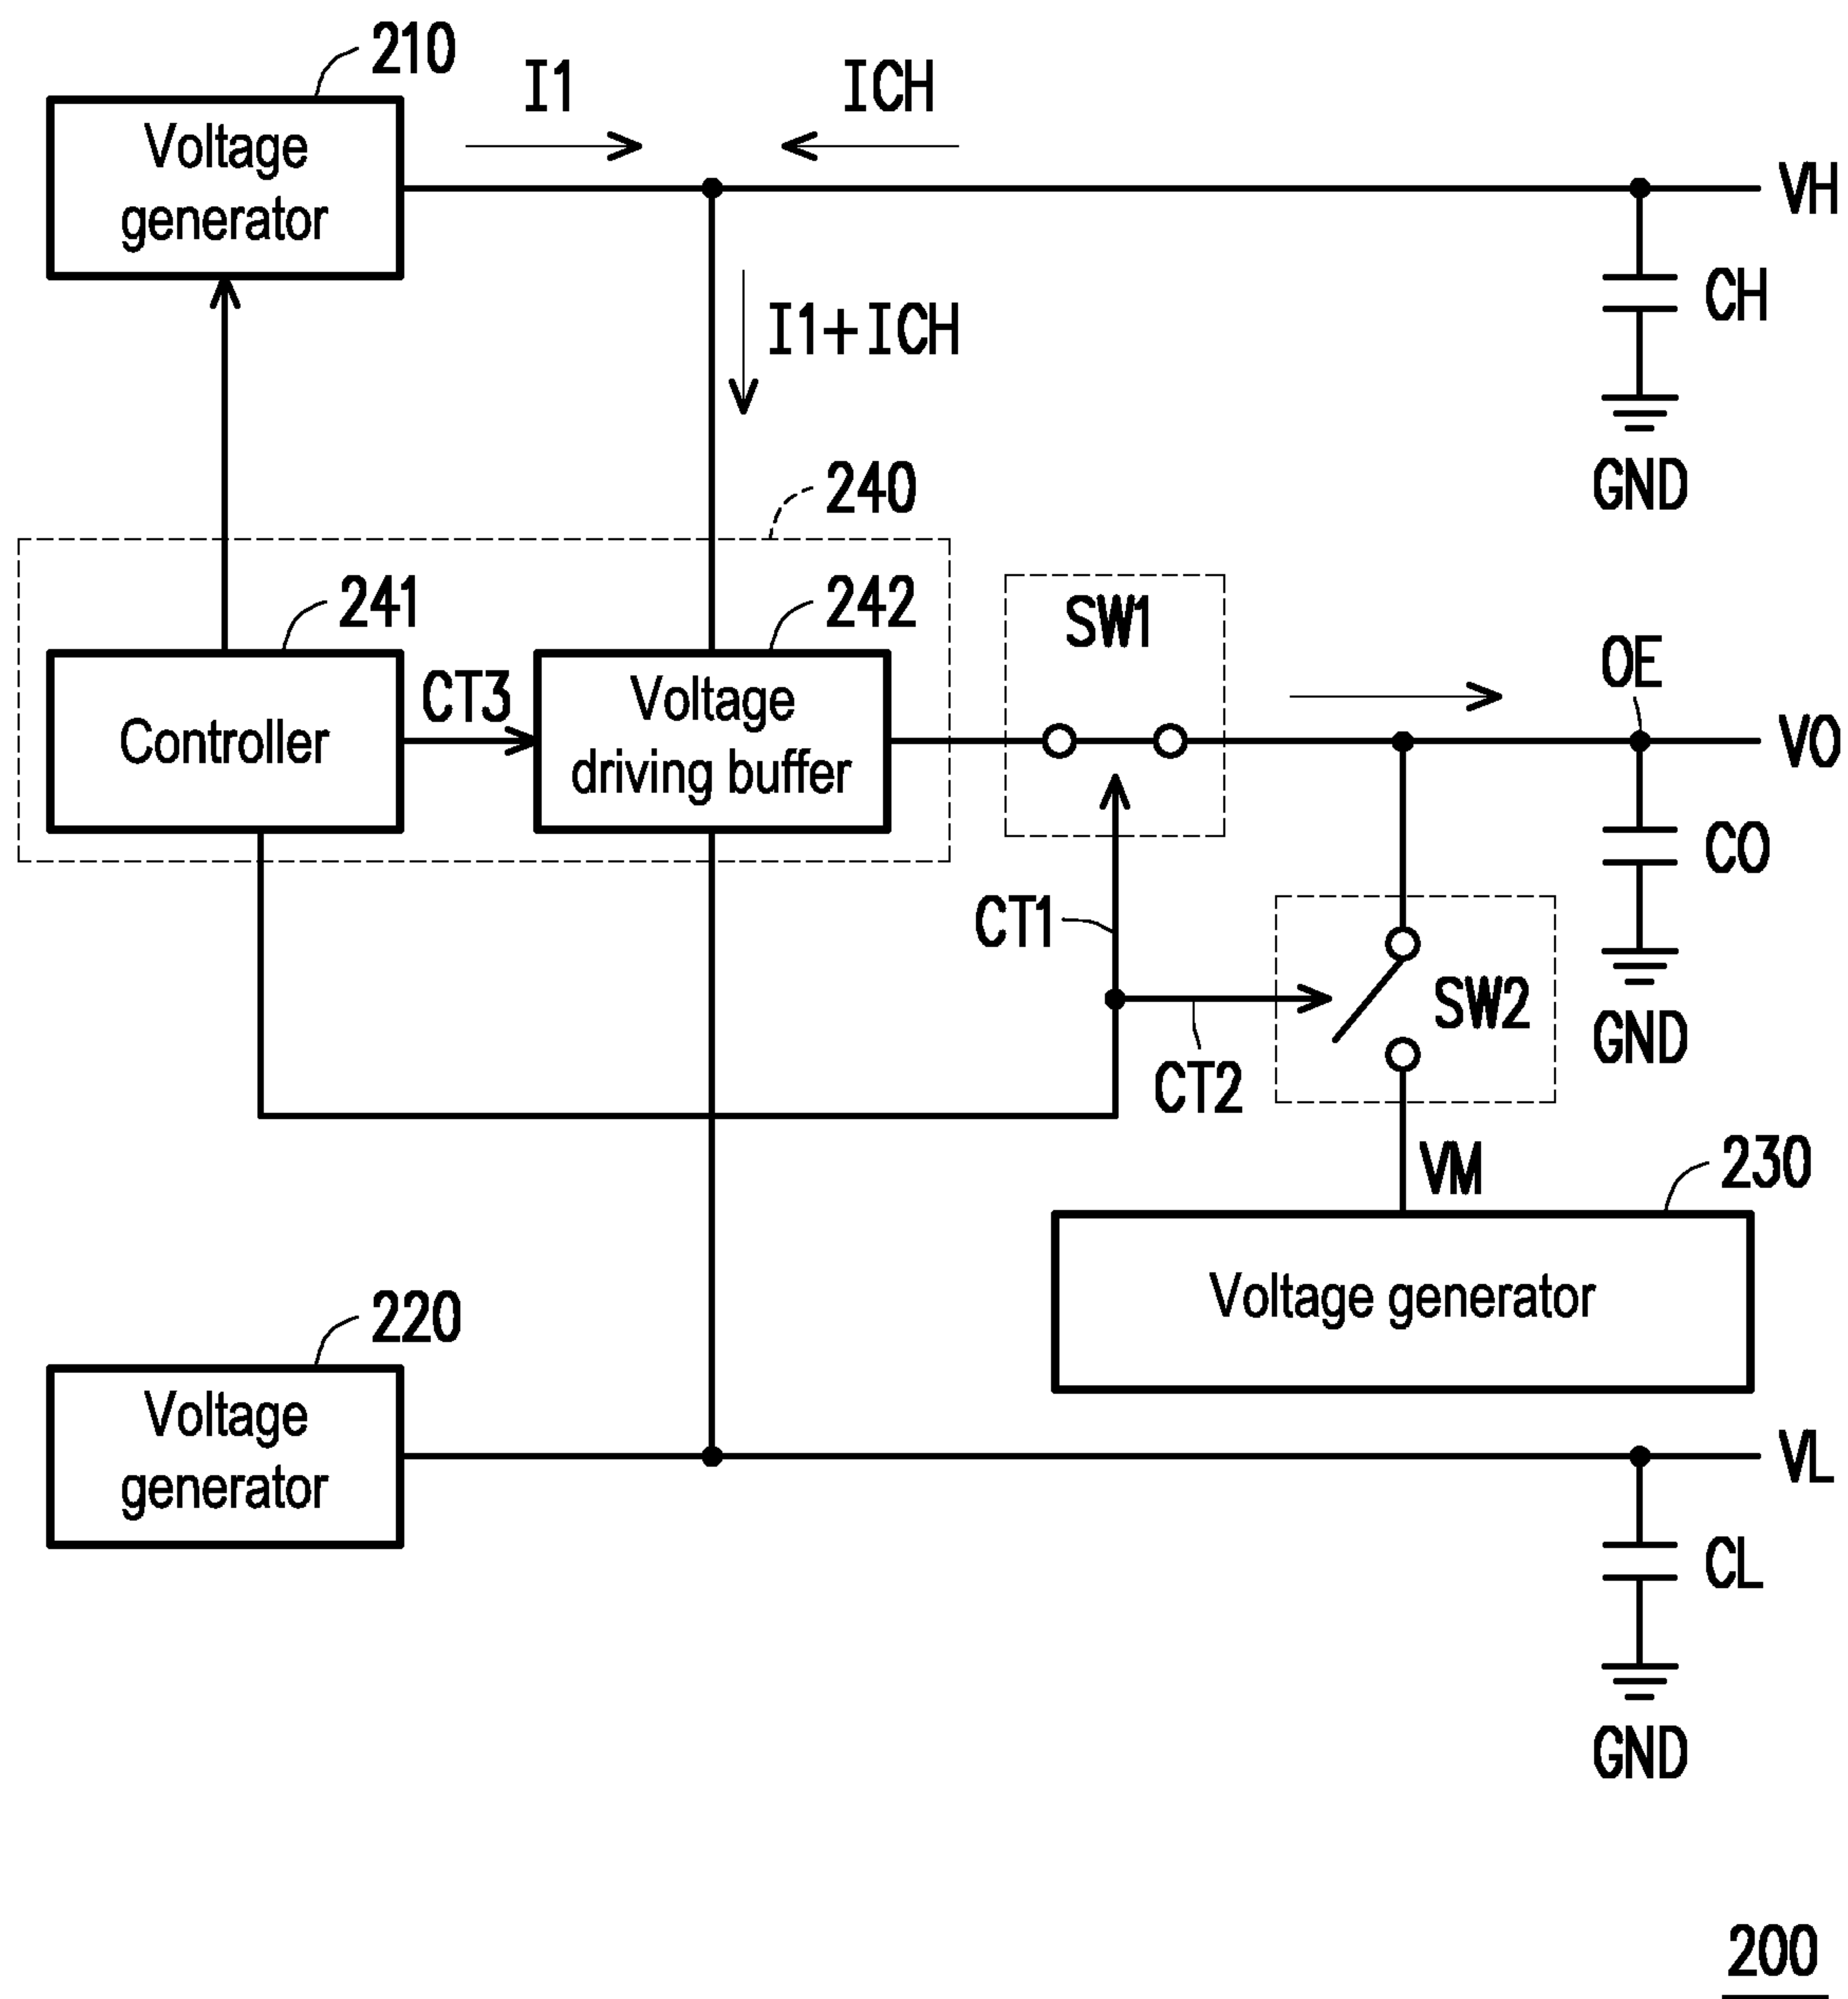 210
I1
ICH
Voltage
generator
VH
CH
I1+ICH
GND
240
241
242
SW1
OE
CT3
Controller
Voltage
driving buffer
VO
CO
CT1
SW2
GND
CT2
VM
230
Voltage generator
220
Voltage
generator
VL
CL
GND
200